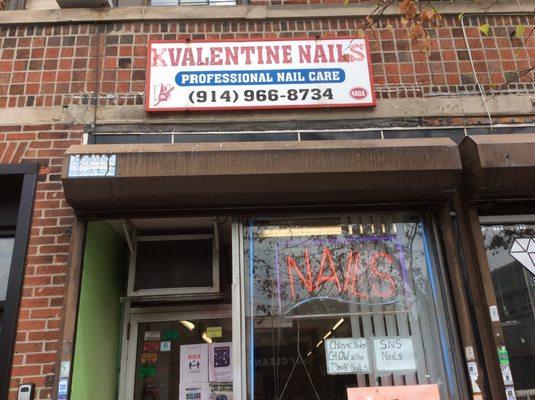 KVALENTINE NAILS
PROFESSIONAL NAIL CARE
(914) 966-8734
480A
NAILS
Chrome Nails
GLOW in the
Dark Nails
SNS
Nails